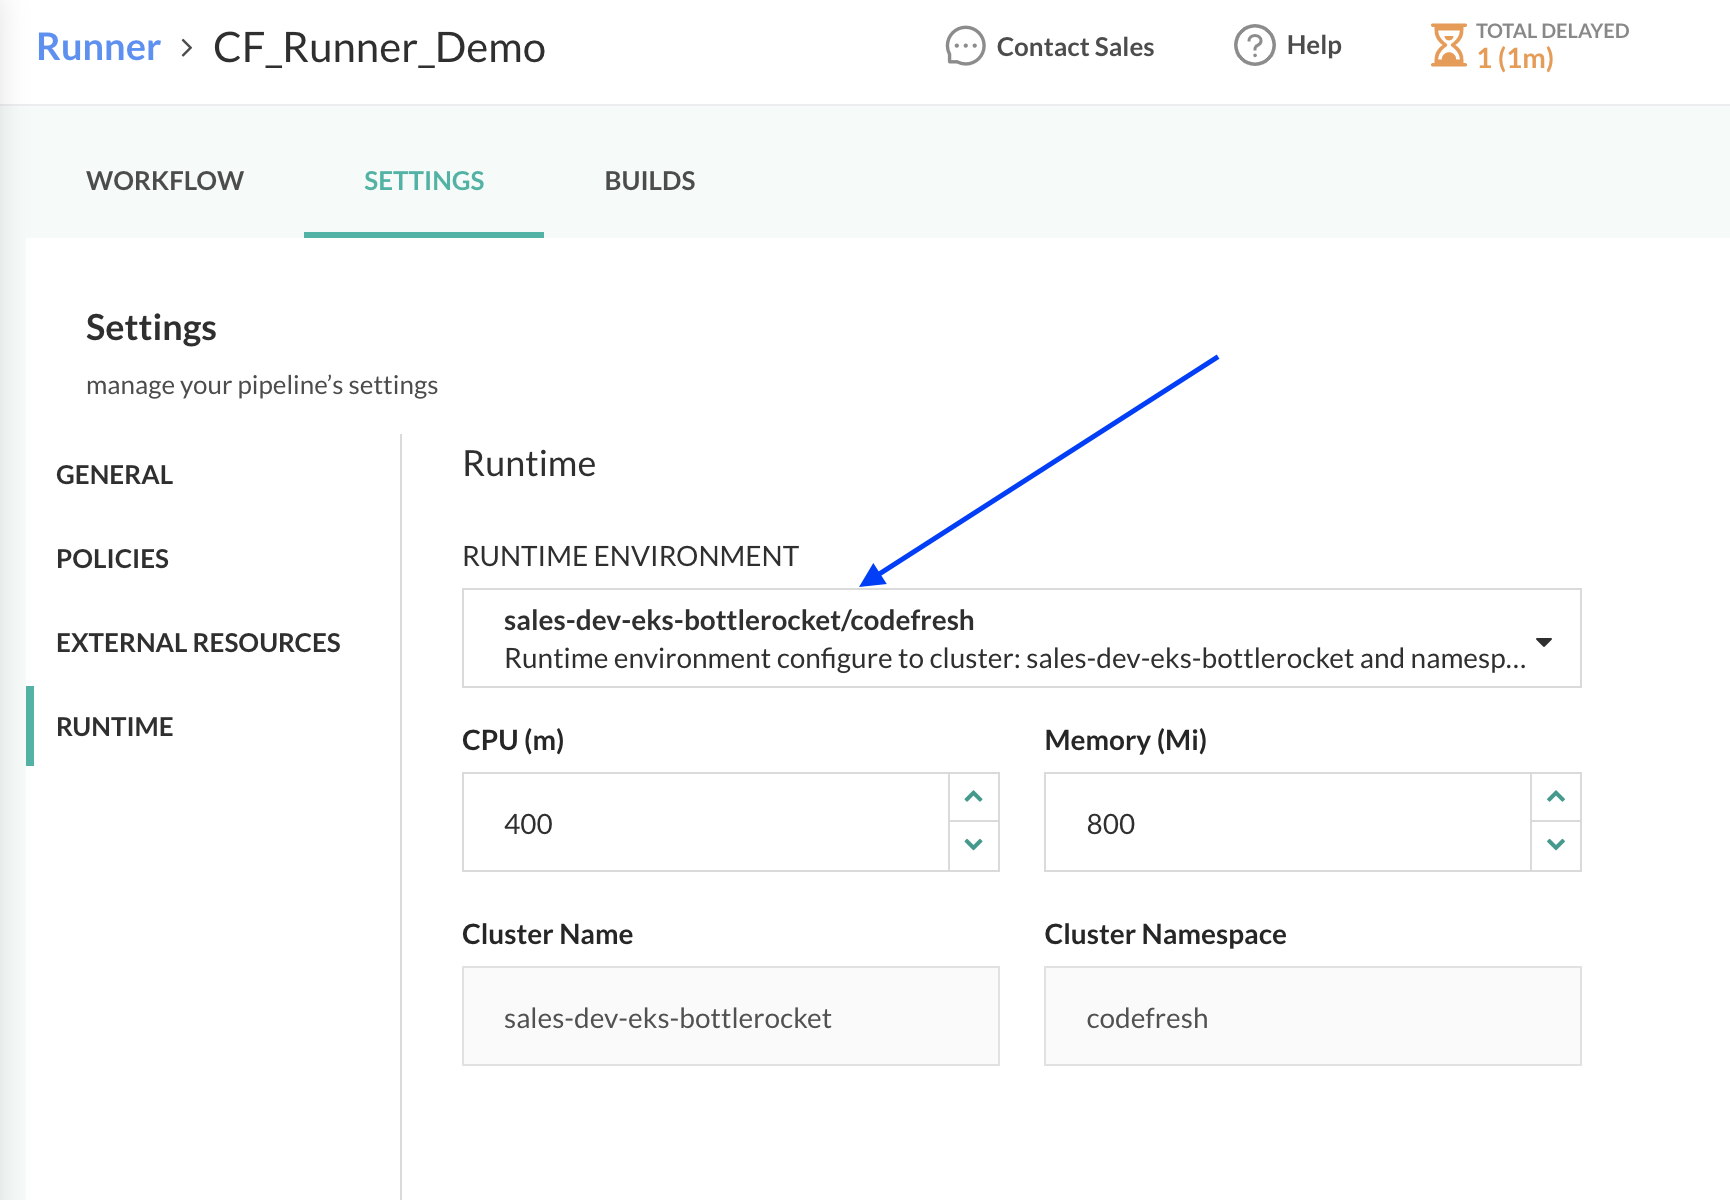 Runner > CF_Runner_Demo
Contact Sales
Help
TOTAL DELAYED
1 (1m)
WORKFLOW
SETTINGS
BUILDS
Settings
manage your pipeline’s settings
GENERAL
POLICIES
EXTERNAL RESOURCES
RUNTIME
Runtime
RUNTIME ENVIRONMENT
sales-dev-eks-bottlerocket/codefresh
Runtime environment configure to cluster: sales-dev-eks-bottlerocket and namesp...
CPU (m)
400
Memory (Mi)
800
Cluster Name
sales-dev-eks-bottlerocket
Cluster Namespace
codefresh